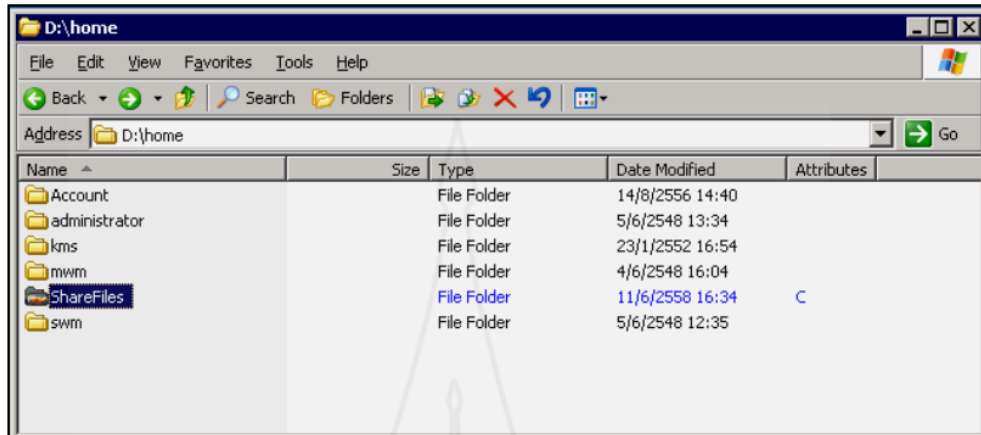 D:\home
File Edit View Favorites Tools Help
Back Search Folders
Address D:\home Go
Name Size Type Date Modified Attributes
Account File Folder 14/8/2556 14:40
administrator File Folder 5/6/2548 13:34
kms File Folder 23/1/2552 16:54
mwm File Folder 4/6/2548 16:04
ShareFiles File Folder 11/6/2558 16:34 C
swm File Folder 5/6/2548 12:35